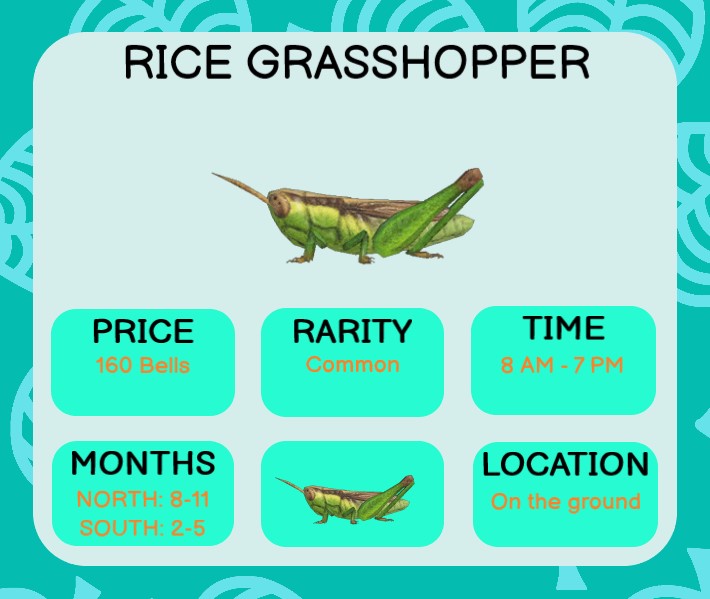 RICE GRASSHOPPER
PRICE
160 Bells
RARITY
Common
TIME
8 AM - 7 PM
MONTHS
NORTH: 8-11
SOUTH: 2-5
LOCATION
On the ground